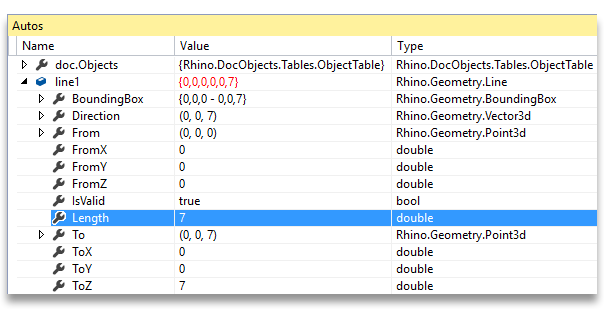 Autos
Name Value Type
doc.Objects {Rhino.DocObjects.Tables.ObjectTable} Rhino.DocObjects.Tables.ObjectTable
line1 {0,0,0,0,0,7} Rhino.Geometry.Line
BoundingBox {0,0,0 - 0,0,7} Rhino.Geometry.BoundingBox
Direction (0, 0, 7) Rhino.Geometry.Vector3d
From (0, 0, 0) Rhino.Geometry.Point3d
FromX 0 double
FromY 0 double
FromZ 0 double
IsValid true bool
Length 7 double
To (0, 0, 7) Rhino.Geometry.Point3d
ToX 0 double
ToY 0 double
ToZ 7 double